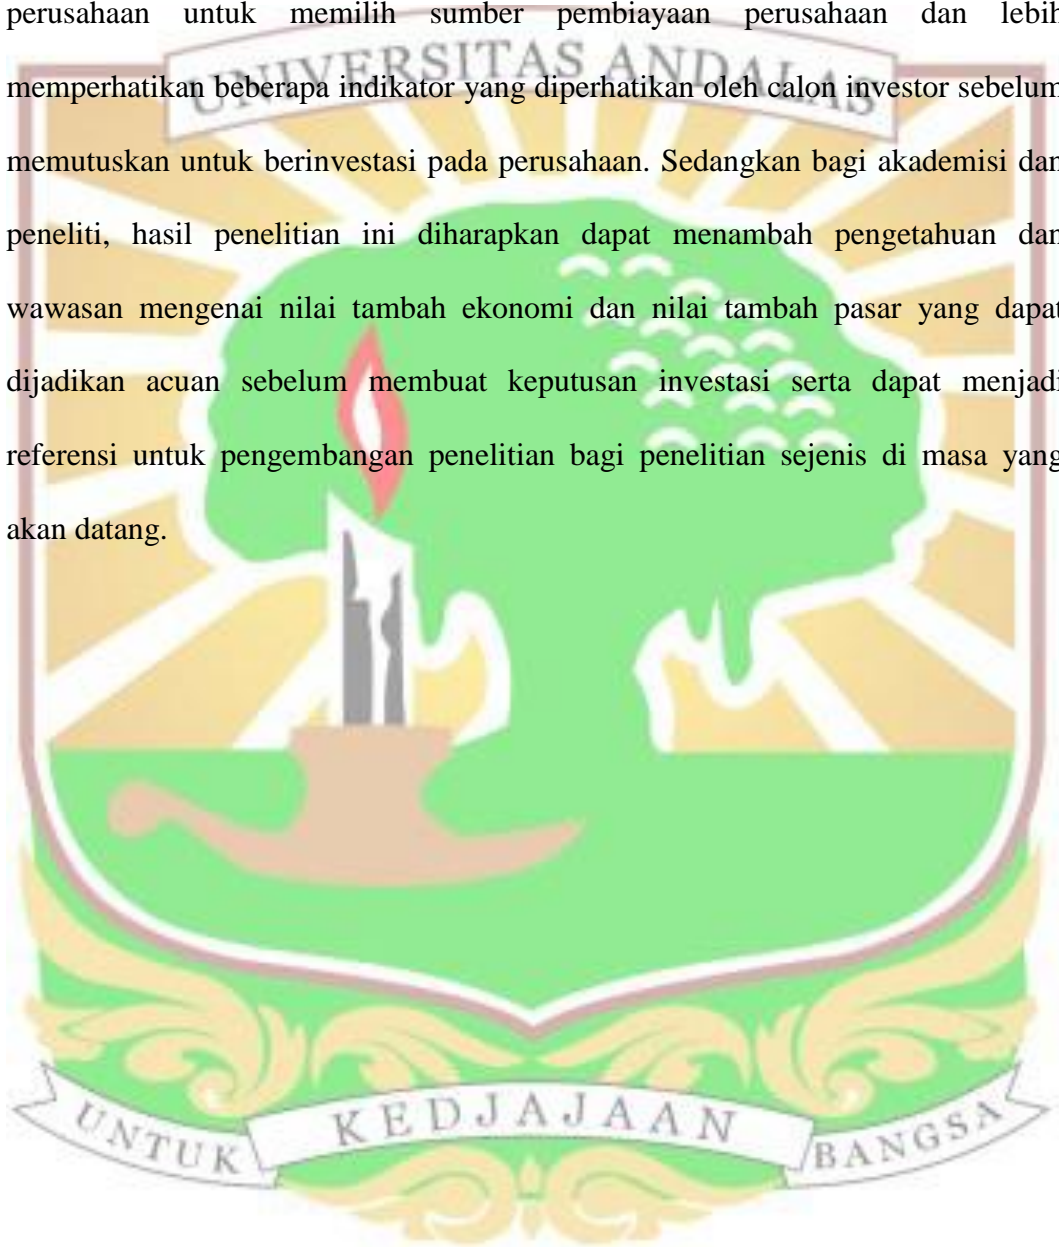 perusahaan untuk memilih sumber pembiayaan perusahaan dan lebih
UNIVERSITAS ANDALAS
memperhatikan beberapa indikator yang diperhatikan oleh calon investor sebelum
memutuskan untuk berinvestasi pada perusahaan. Sedangkan bagi akademisi dan
peneliti, hasil penelitian ini diharapkan dapat menambah pengetahuan dan
wawasan mengenai nilai tambah ekonomi dan nilai tambah pasar yang dapat
dijadikan acuan sebelum membuat keputusan investasi serta dapat menjadi
referensi untuk pengembangan penelitian bagi penelitian sejenis di masa yang
akan datang.
UNTUK KEDJAJAAN BANGSA